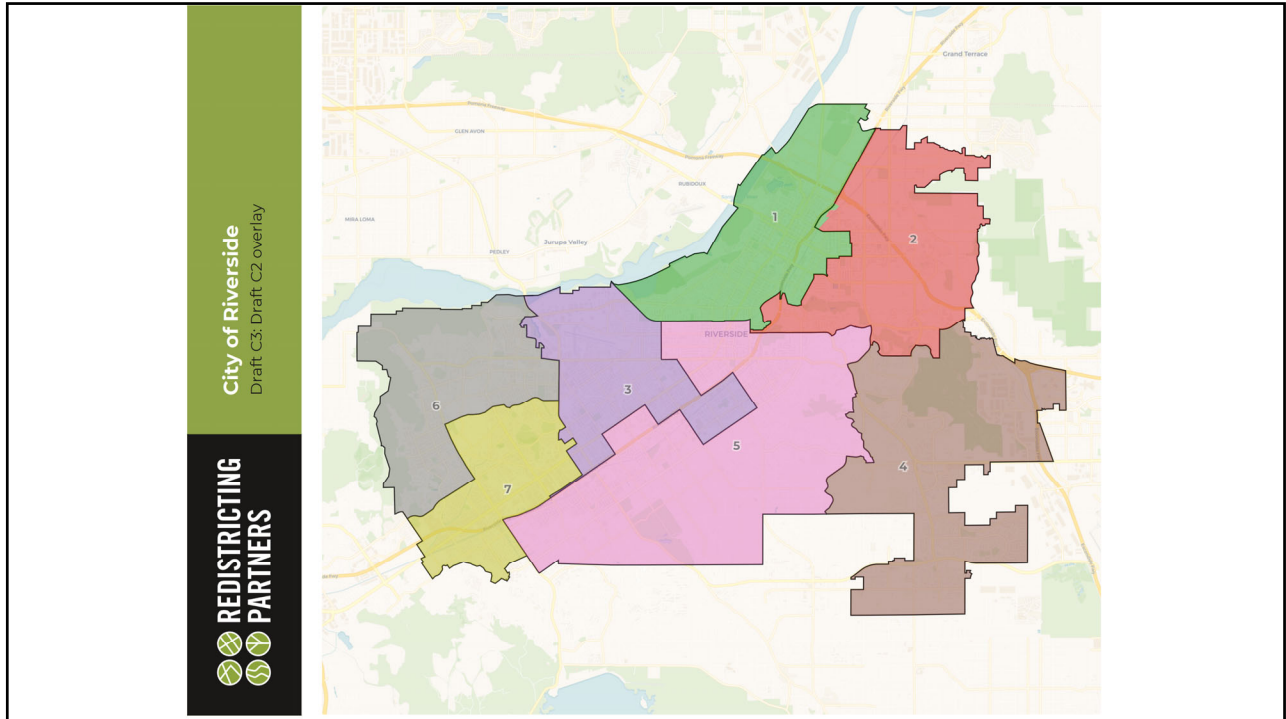 City of Riverside
Draft C3: Draft C2 overlay
REDISTRICTING
PARTNERS
Grand Terrace
GLEN AVON
RUBIDOUX
MIRA LOMA
Jurupa Valley
PEDLEY
RIVERSIDE
1
2
3
4
5
6
7